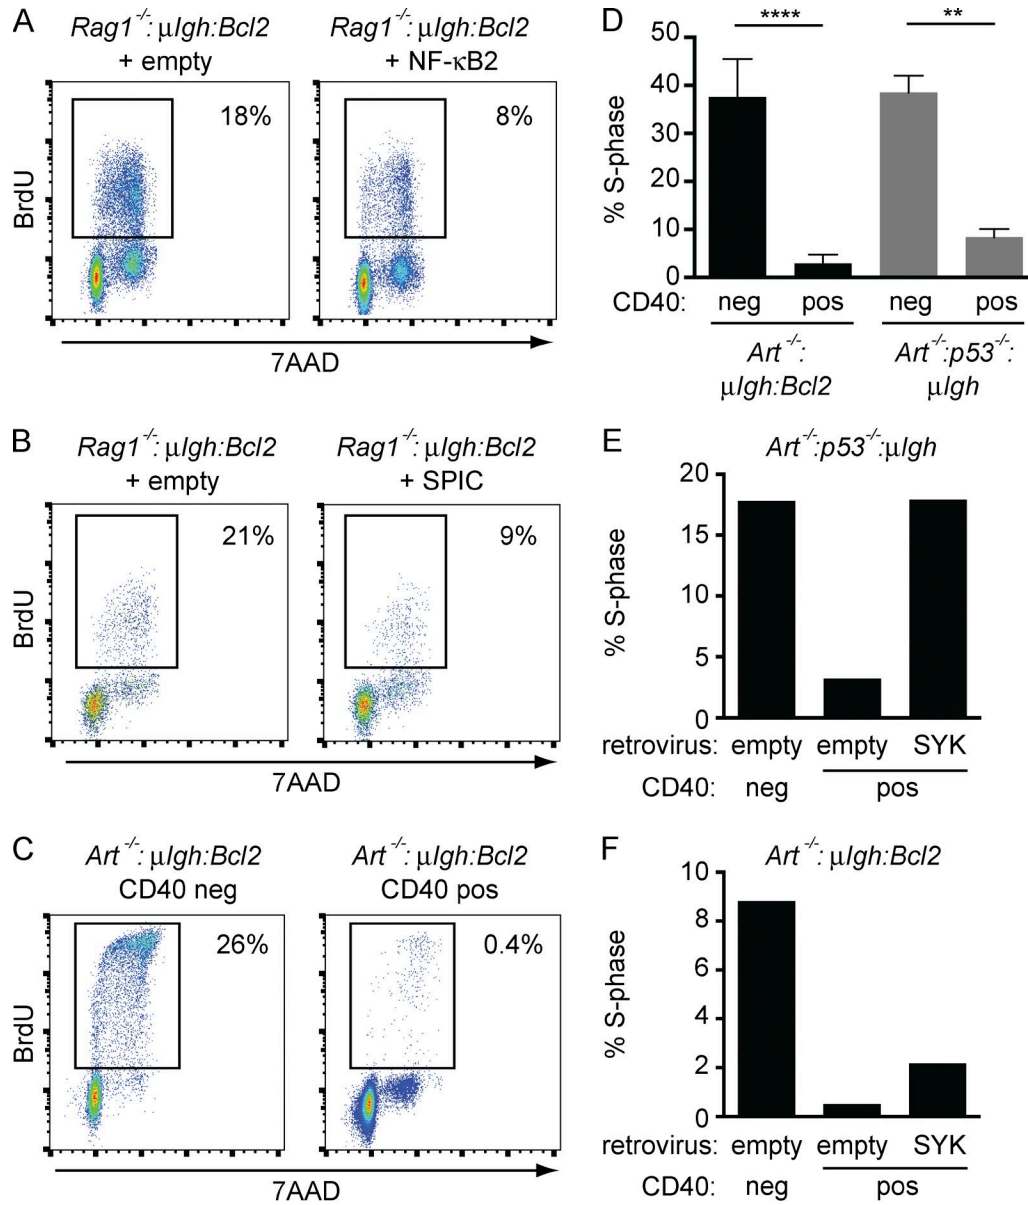 A
Rag1-/-: µIgh:Bcl2
+ empty
Rag1-/-: µIgh:Bcl2
+ NF-κB2
18%
8%
BrdU
7AAD
B
Rag1-/-: µIgh:Bcl2
+ empty
Rag1-/-: µIgh:Bcl2
+ SPIC
21%
9%
BrdU
7AAD
C
Art-/-: µIgh:Bcl2
CD40 neg
Art-/-: µIgh:Bcl2
CD40 pos
26%
0.4%
BrdU
7AAD
D
****
**
50
40
30
20
10
0
% S-phase
CD40: neg pos neg pos
Art-/-:
µIgh:Bcl2
Art-/-:p53-/-:
µIgh
E
Art-/-:p53-/-:µIgh
20
15
10
5
0
% S-phase
retrovirus: empty empty SYK
CD40: neg pos
F
Art-/-: µIgh:Bcl2
10
8
6
4
2
0
% S-phase
retrovirus: empty empty SYK
CD40: neg pos